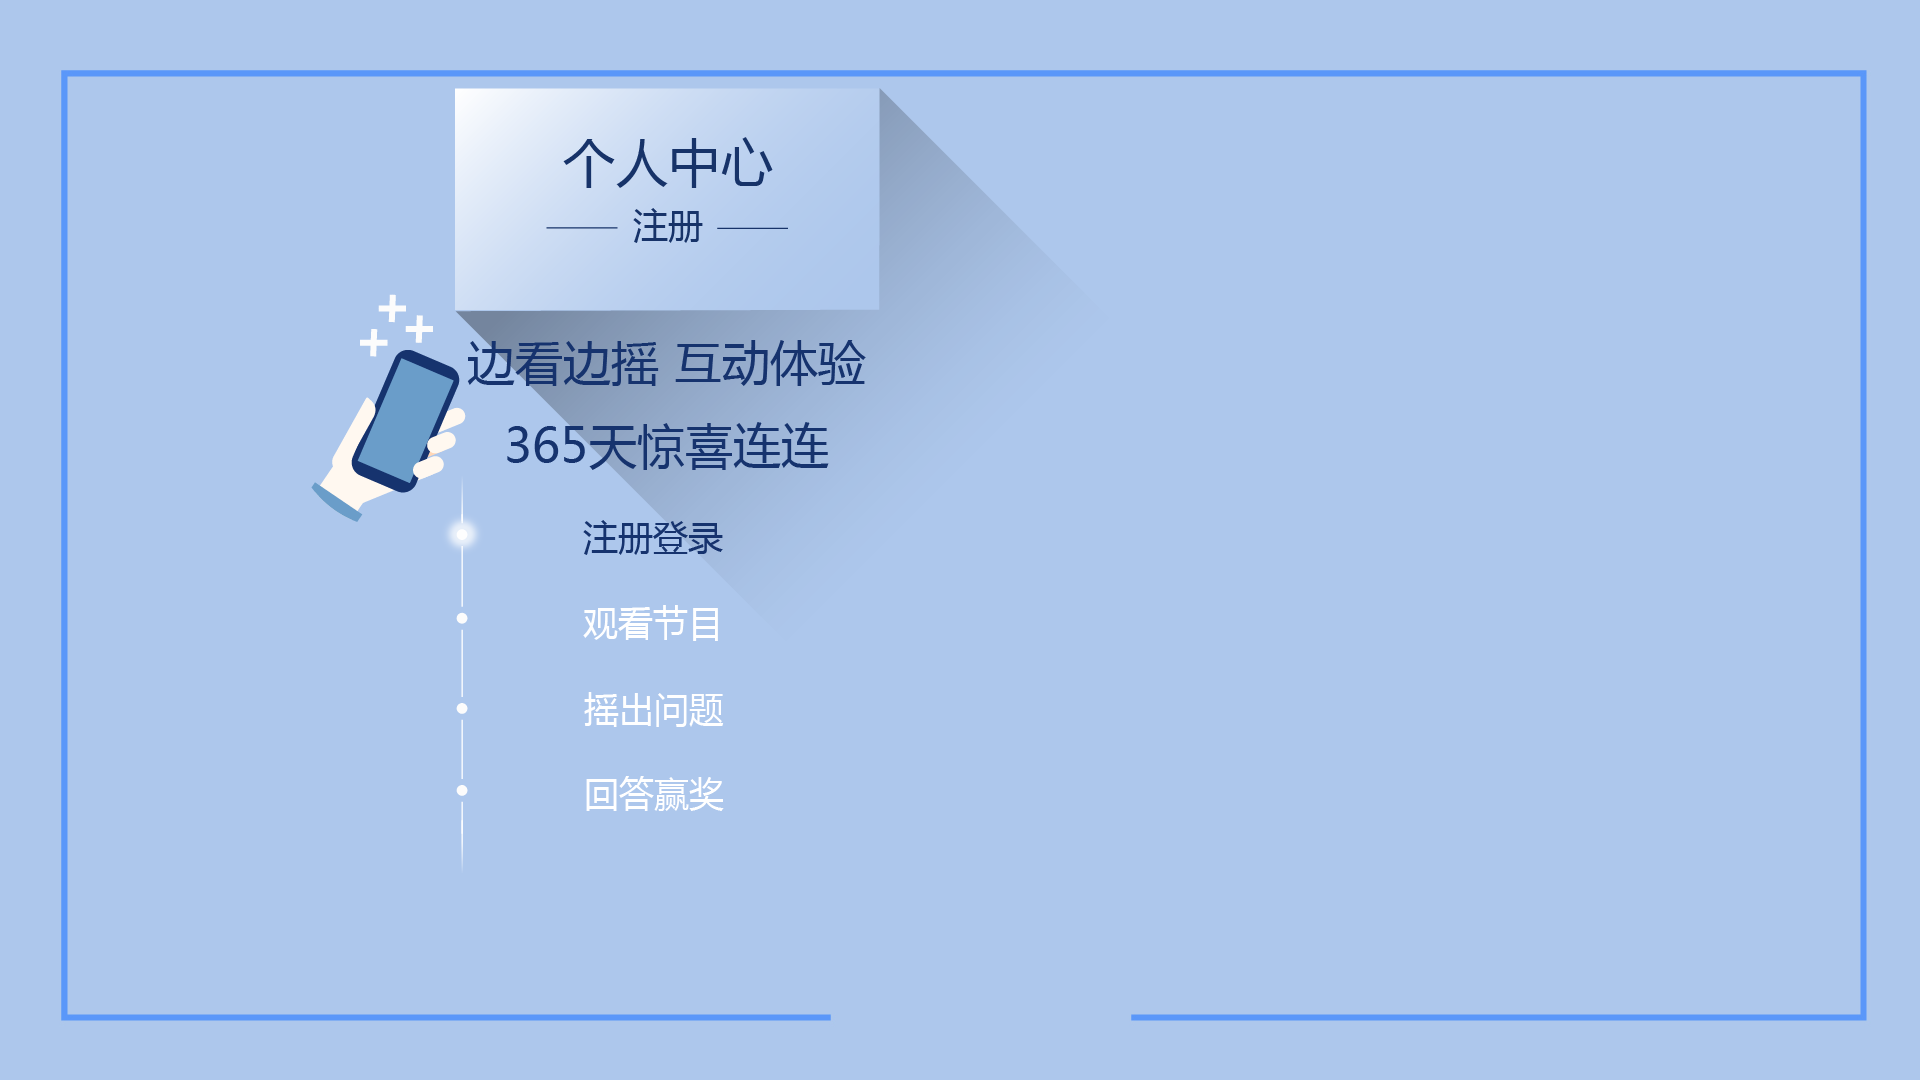 个人中心
注册
边看边摇 互动体验
365天惊喜连连
注册登录
观看节目
摇出问题
回答赢奖